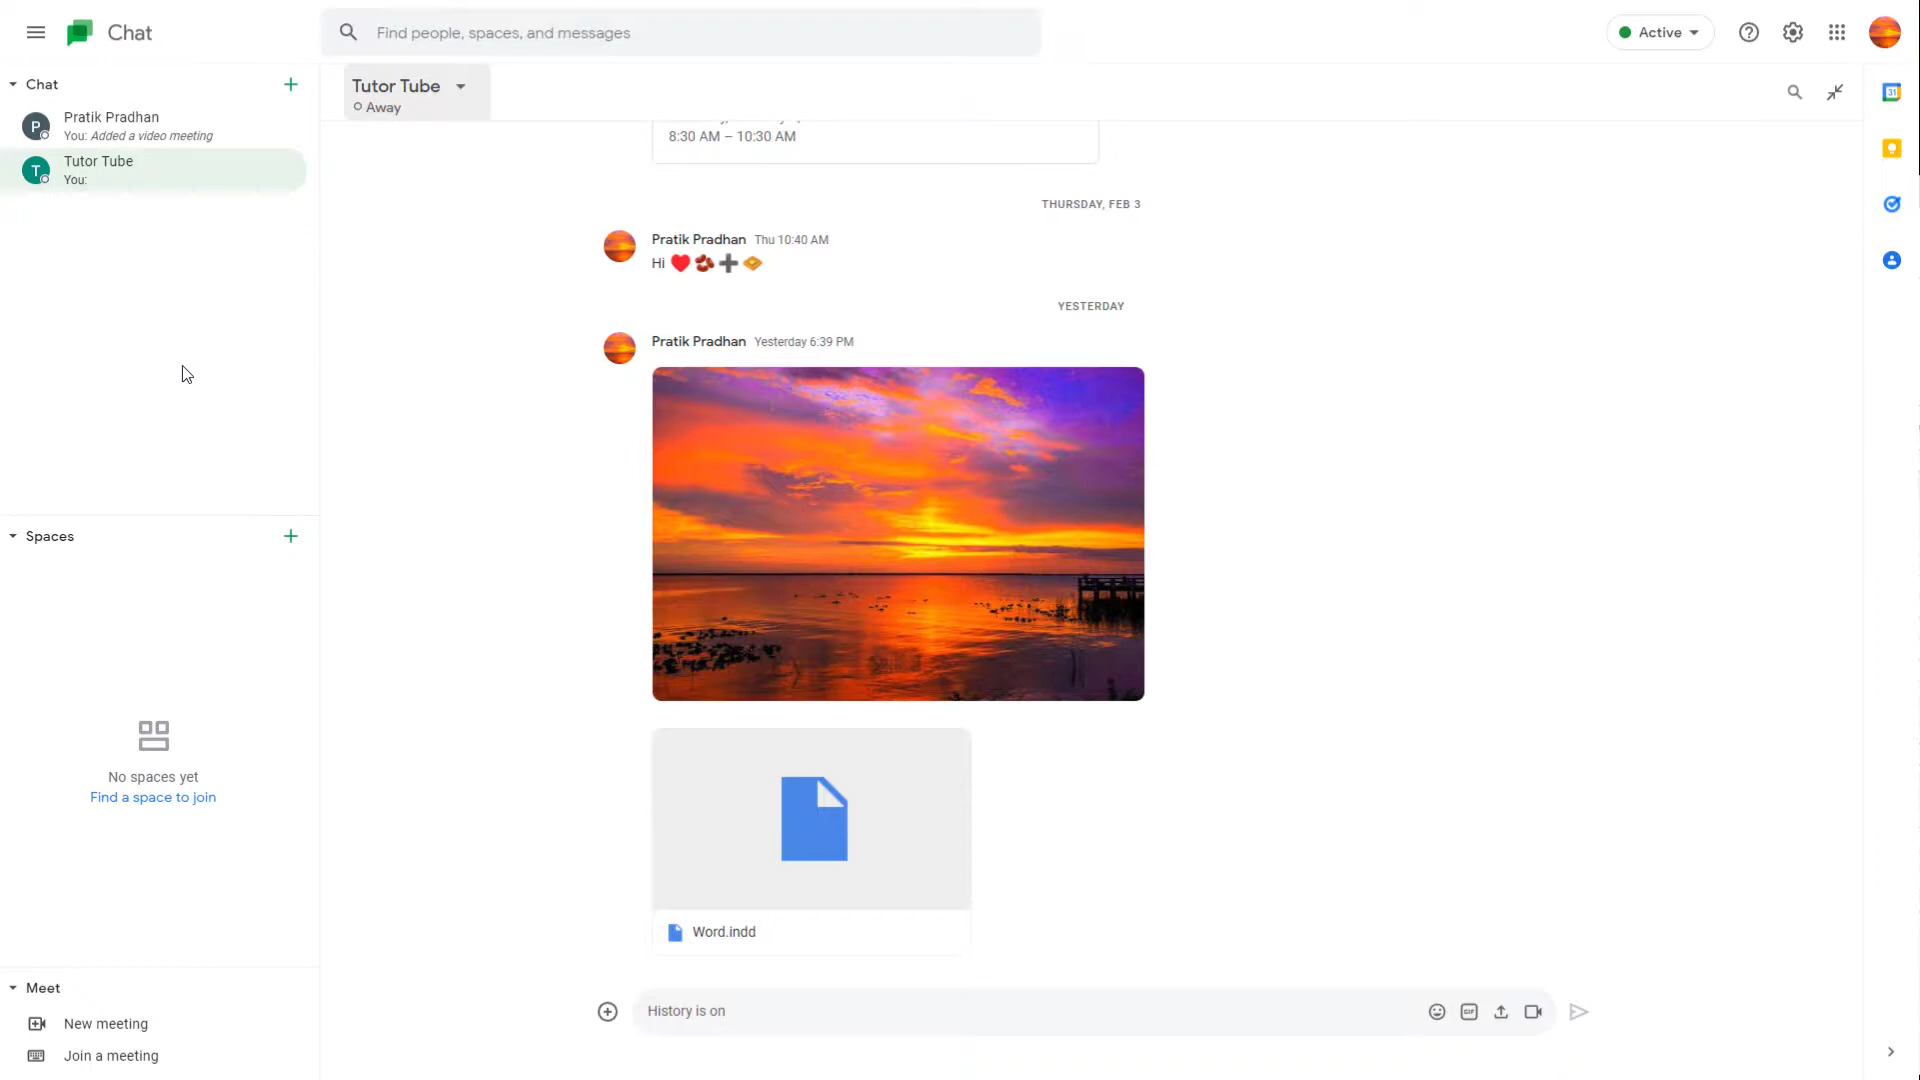 Chat
Find people, spaces, and messages
Active
Chat
Pratik Pradhan
You: Added a video meeting
Tutor Tube
You:
Spaces
No spaces yet
Find a space to join
Meet
New meeting
Join a meeting
Tutor Tube
Away
8:30 AM – 10:30 AM
THURSDAY, FEB 3
Pratik Pradhan Thu 10:40 AM
Hi
YESTERDAY
Pratik Pradhan Yesterday 6:39 PM
Word.indd
History is on
GIF
31
P
T